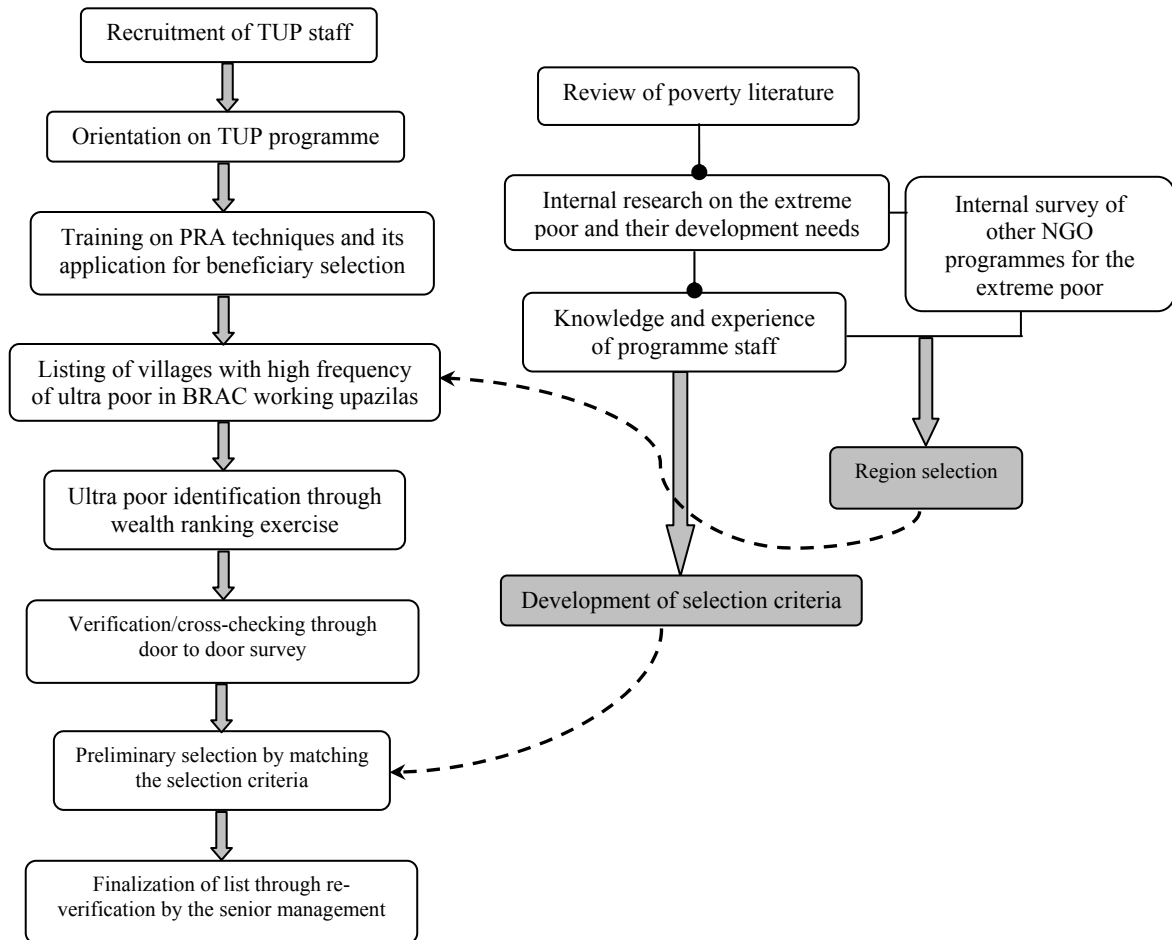 Recruitment of TUP staff
Orientation on TUP programme
Training on PRA techniques and its
application for beneficiary selection
Listing of villages with high frequency
of ultra poor in BRAC working upazilas
Ultra poor identification through
wealth ranking exercise
Verification/cross-checking through
door to door survey
Preliminary selection by matching
the selection criteria
Finalization of list through re-
verification by the senior management
Review of poverty literature
Internal research on the extreme
poor and their development needs
Internal survey of
other NGO
programmes for the
extreme poor
Knowledge and experience
of programme staff
Region selection
Development of selection criteria